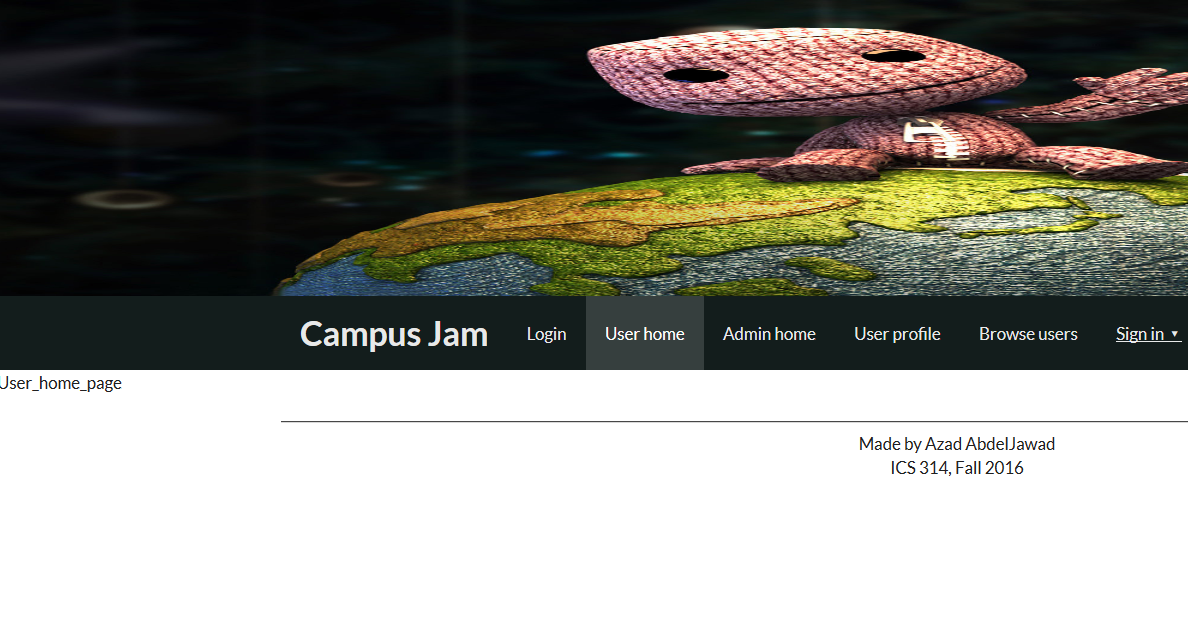 Campus Jam Login User home Admin home User profile Browse users Sign in ▼
User_home_page
Made by Azad AbdelJawad
ICS 314, Fall 2016